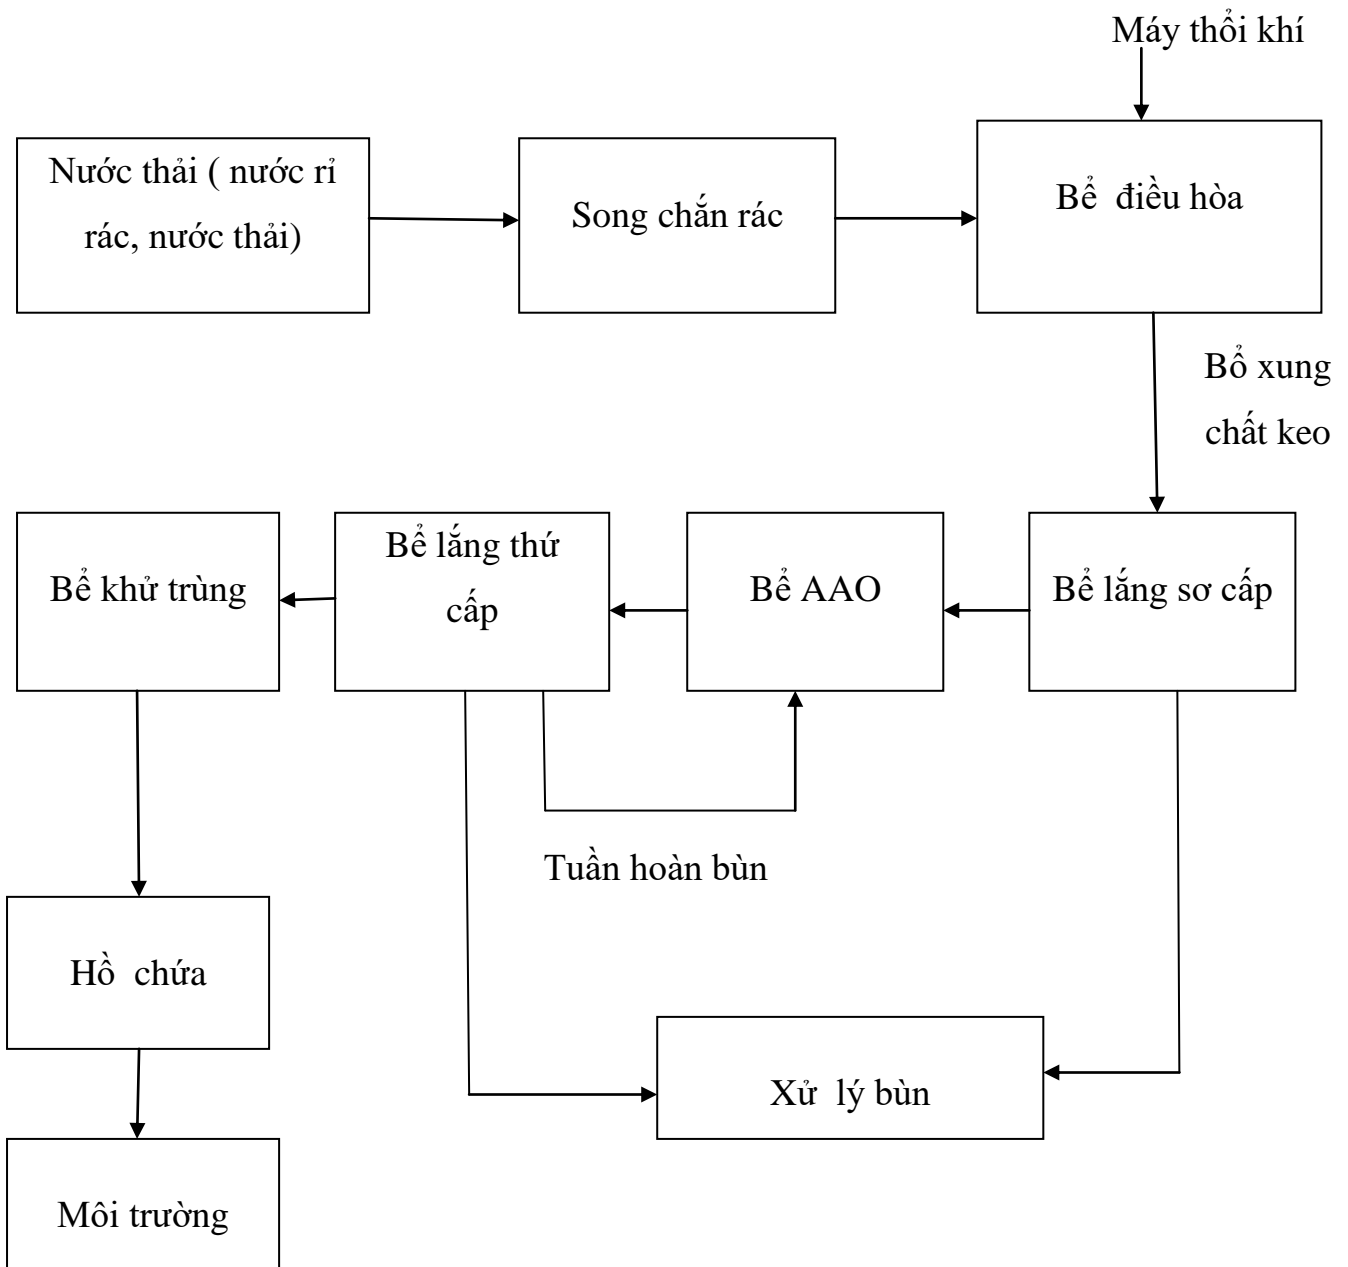 Máy thổi khí
Nước thải ( nước rỉ
rác, nước thải)
Song chắn rác
Bể điều hòa
Bổ xung
chất keo
Bể khử trùng
Bể lắng thứ
cấp
Bể AAO
Bể lắng sơ cấp
Tuần hoàn bùn
Hồ chứa
Xử lý bùn
Môi trường